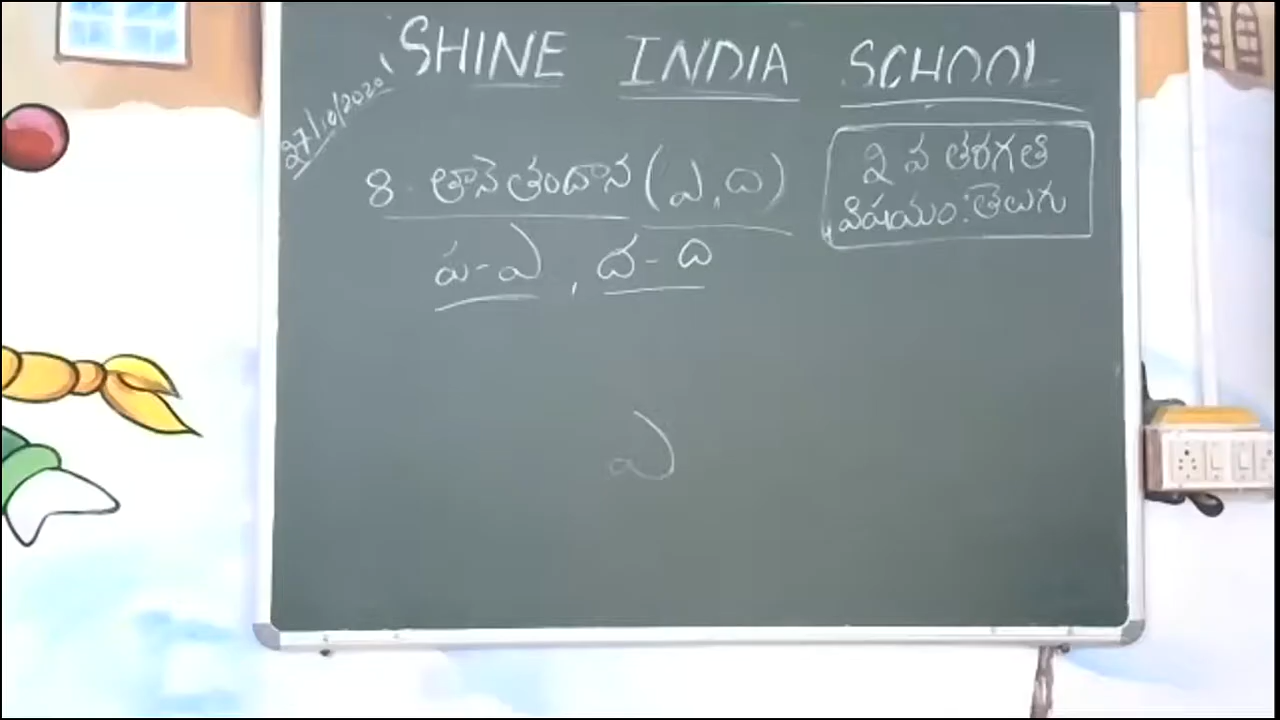 SHINE INDIA SCHOOL
27/10/2020
8. తానె తందాన (ఎ, ది)
2 వ తరగతి
విషయం: తెలుగు
ప - ఎ, ద - ది
ఎ